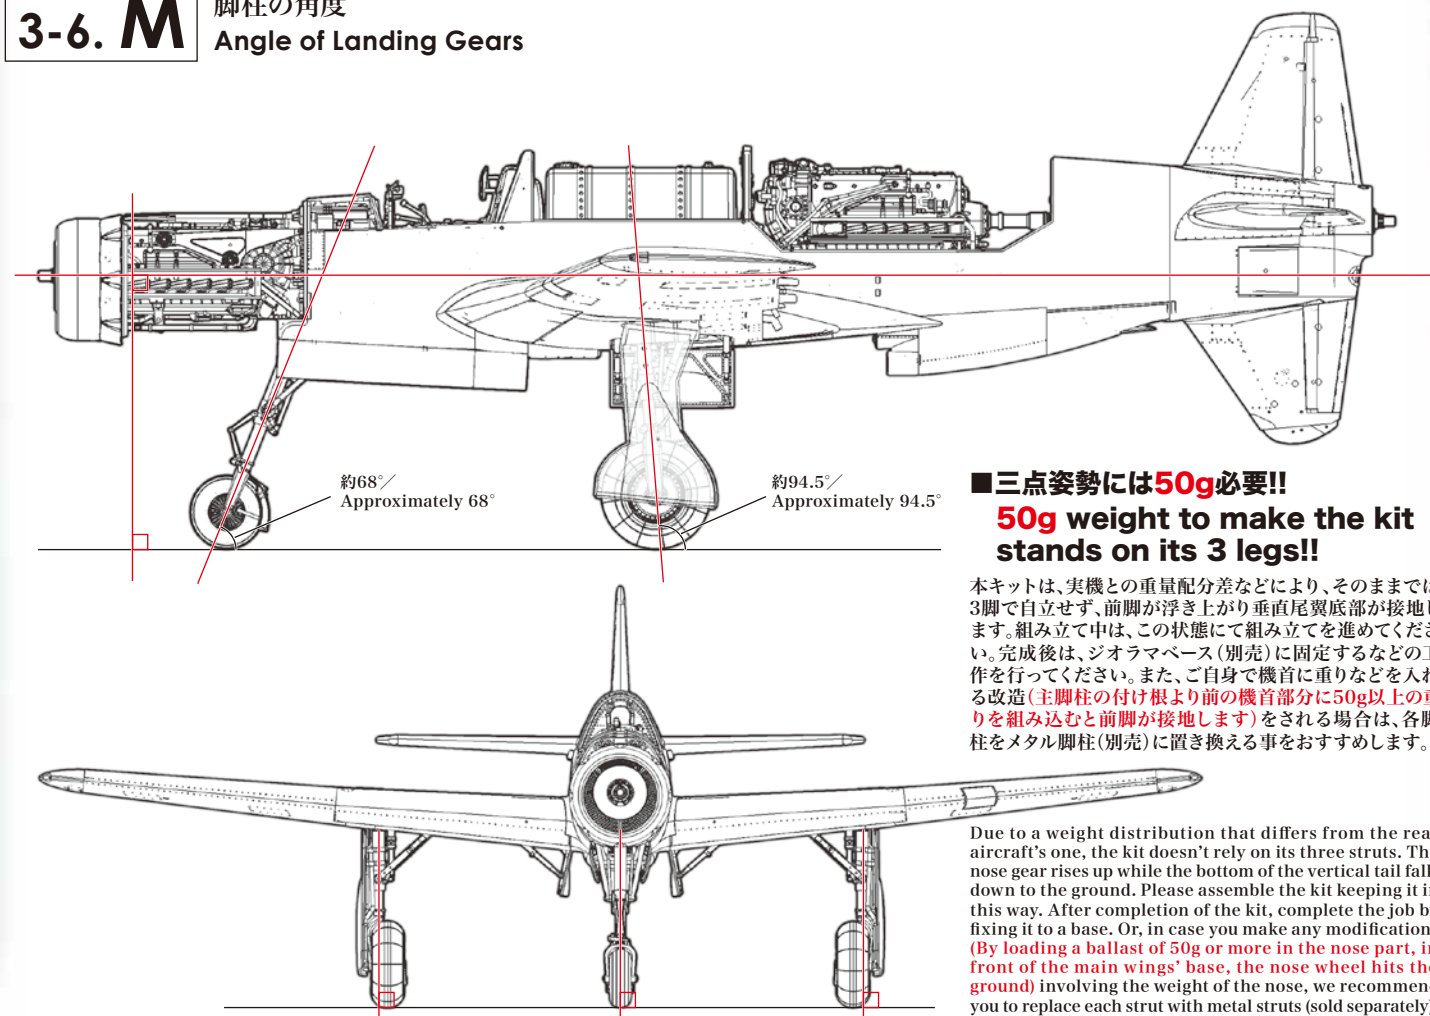 3-6. M
脚柱の角度
Angle of Landing Gears
約68°／
Approximately 68°
約94.5°／
Approximately 94.5°
■三点姿勢には50g必要!!
50g weight to make the kit
stands on its 3 legs!!
本キットは、実機との重量配分差などにより、そのままでは
3脚で自立せず、前脚が浮き上がり垂直尾翼底部が接地し
ます。組み立て中は、この状態にて組み立てを進めてくださ
い。完成後は、ジオラマベース（別売）に固定するなどの工
作を行ってください。また、ご自身で機首に重りなどを入れ
る改造（主脚柱の付け根より前の機首部分に50g以上の重
りを組み込むと前脚が接地します）をされる場合は、各脚
柱をメタル脚柱（別売）に置き換える事をおすすめします。
Due to a weight distribution that differs from the rea
aircraft's one, the kit doesn't rely on its three struts. Th
nose gear rises up while the bottom of the vertical tail fall
down to the ground. Please assemble the kit keeping it i
this way. After completion of the kit, complete the job b
fixing it to a base. Or, in case you make any modification
(By loading a ballast of 50g or more in the nose part, i
front of the main wings' base, the nose wheel hits th
ground) involving the weight of the nose, we recommen
you to replace each strut with metal struts (sold separately)